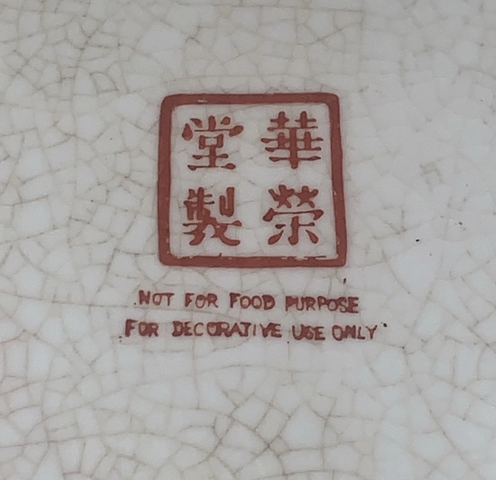 華榮
堂製
NOT FOR FOOD PURPOSE
FOR DECORATIVE USE ONLY